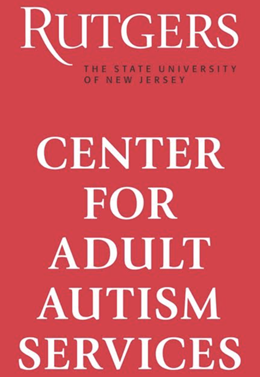 RUTGERS
THE STATE UNIVERSITY
OF NEW JERSEY
CENTER
FOR
ADULT
AUTISM
SERVICES